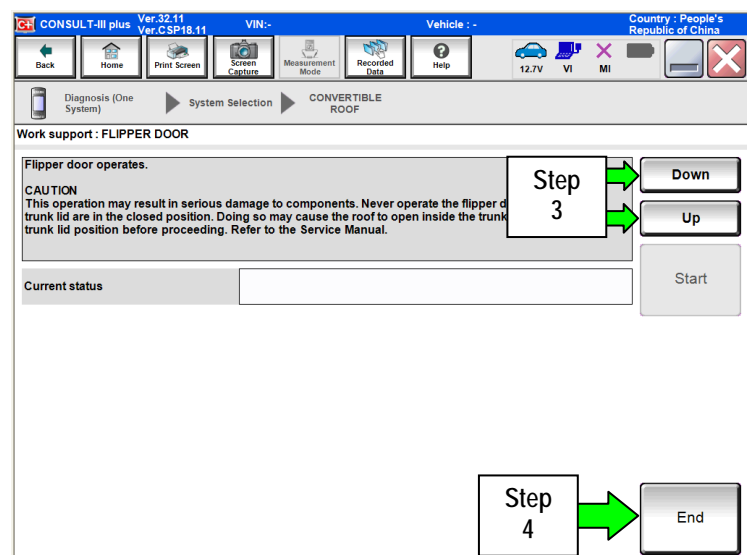 C+ CONSULT-III plus Ver.32.11 VIN:- Vehicle : - Country : People's
Ver.CSP18.11 Republic of China
Back Home Print Screen Screen Capture Measurement Mode Recorded Data Help 12.7V VI MI
Diagnosis (One System) System Selection CONVERTIBLE ROOF
Work support : FLIPPER DOOR
Flipper door operates.
CAUTION
This operation may result in serious damage to components. Never operate the flipper d
trunk lid are in the closed position. Doing so may cause the roof to open inside the trunk
trunk lid position before proceeding. Refer to the Service Manual.
Step
3
Down
Up
Current status
Start
Step
4
End